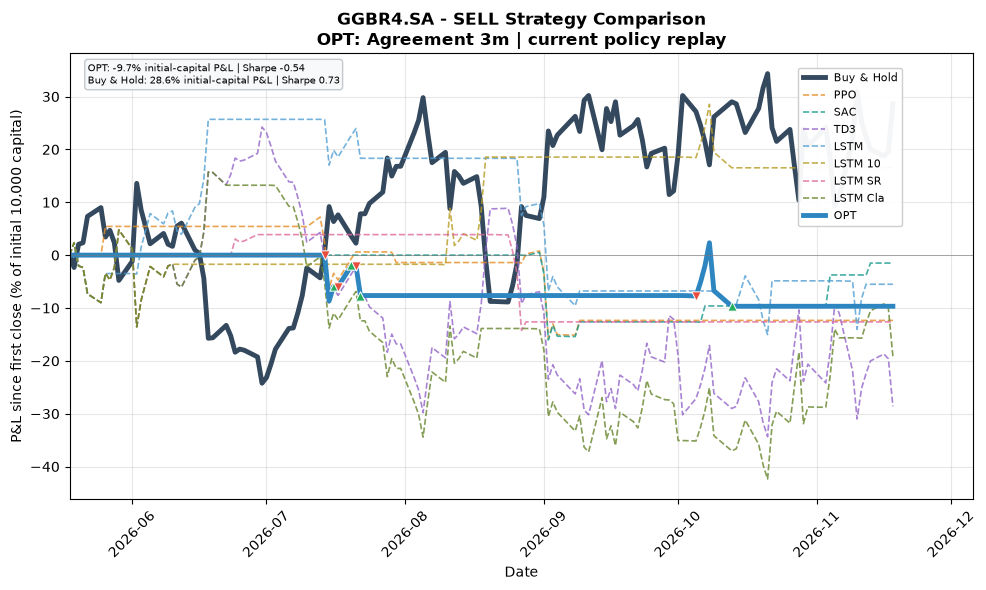 GGBR4.SA - SELL Strategy Comparison
OPT: Agreement 3m | current policy replay
OPT: -9.7% initial-capital P&L | Sharpe -0.54
Buy & Hold: 28.6% initial-capital P&L | Sharpe 0.73
Buy & Hold
PPO
SAC
TD3
LSTM
LSTM 10
LSTM SR
LSTM Cla
OPT
P&L since first close (% of initial 10,000 capital)
30
20
10
0
−10
−20
−30
−40
2026-06
2026-07
2026-08
2026-09
2026-10
2026-11
2026-12
Date